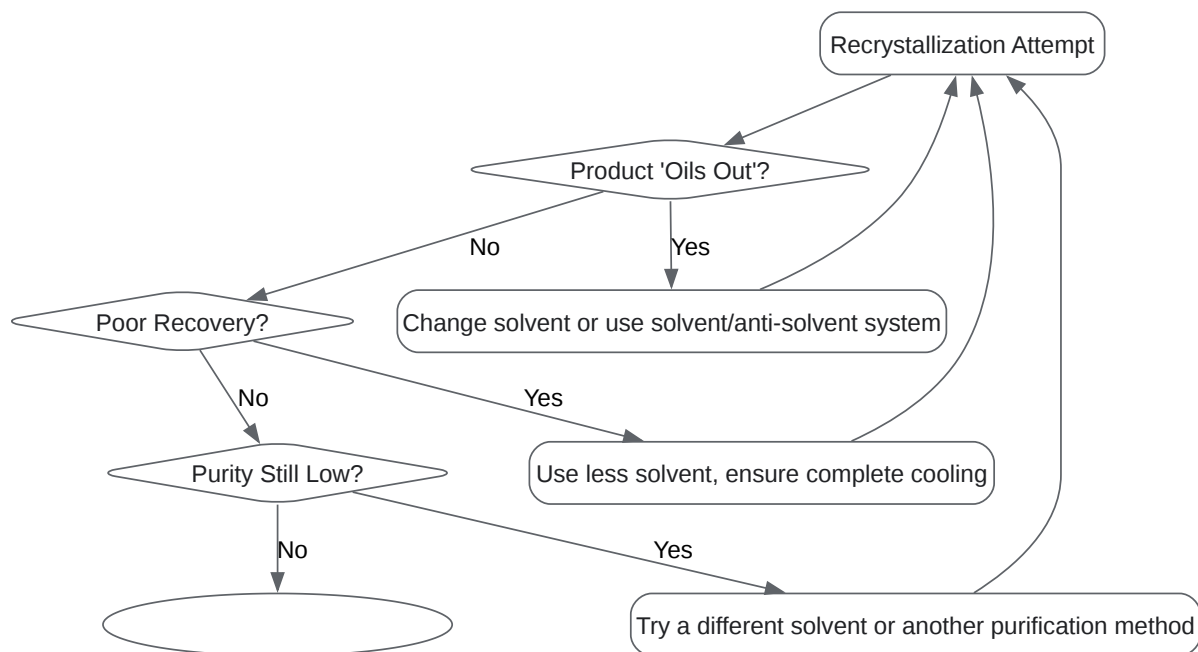 Recrystallization Attempt
Product 'Oils Out'?
No
Yes
Poor Recovery?
Change solvent or use solvent/anti-solvent system
No
Yes
Purity Still Low?
Use less solvent, ensure complete cooling
No
Yes
Try a different solvent or another purification method